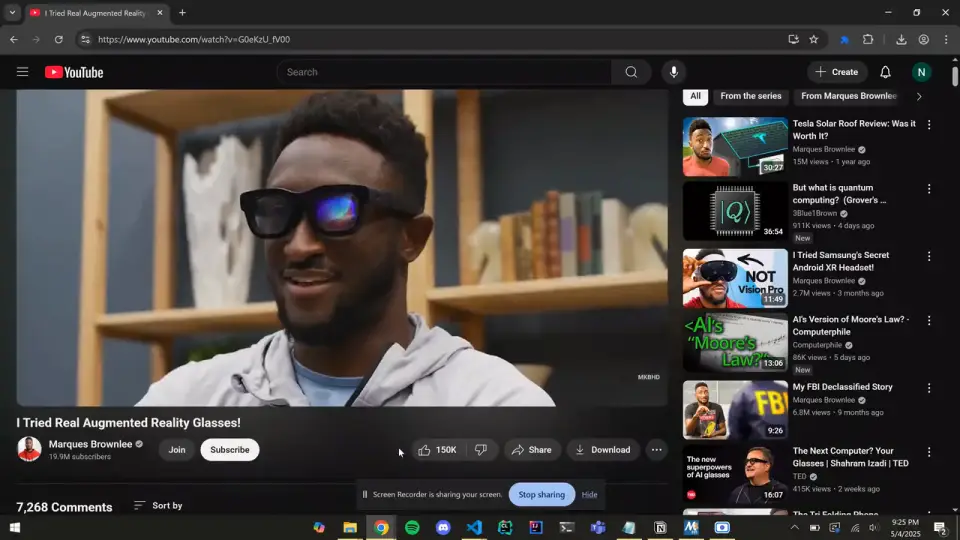 I Tried Real Augmented Reality
https://www.youtube.com/watch?v=G0eKzU_fV00
YouTube
Search
Create
N
All
From the series
From Marques Brownlee
Tesla Solar Roof Review: Was it
Worth It?
Marques Brownlee
15M views • 1 year ago
30:27
But what is quantum
computing? (Grover's ...
3Blue1Brown
911K views • 4 days ago
New
|Q⟩
36:54
I Tried Samsung's Secret
Android XR Headset!
Marques Brownlee
2.7M views • 3 months ago
NOT
Vision Pro
11:49
AI's Version of Moore's Law? -
Computerphile
Computerphile
86K views • 5 days ago
New
<AI's
"Moore's
Law?"
13:06
My FBI Declassified Story
Marques Brownlee
6.8M views • 9 months ago
FB
9:26
The Next Computer? Your
Glasses | Shahram Izadi | TED
TED
415K views • 2 weeks ago
The new
superpowers
of AI glasses
16:07
The Tri Folding Phone
MKBHD
I Tried Real Augmented Reality Glasses!
Marques Brownlee
19.9M subscribers
Join
Subscribe
150K
Share
Download
7,268 Comments
Sort by
Screen Recorder is sharing your screen.
Stop sharing
Hide
9:25 PM
5/4/2025
2